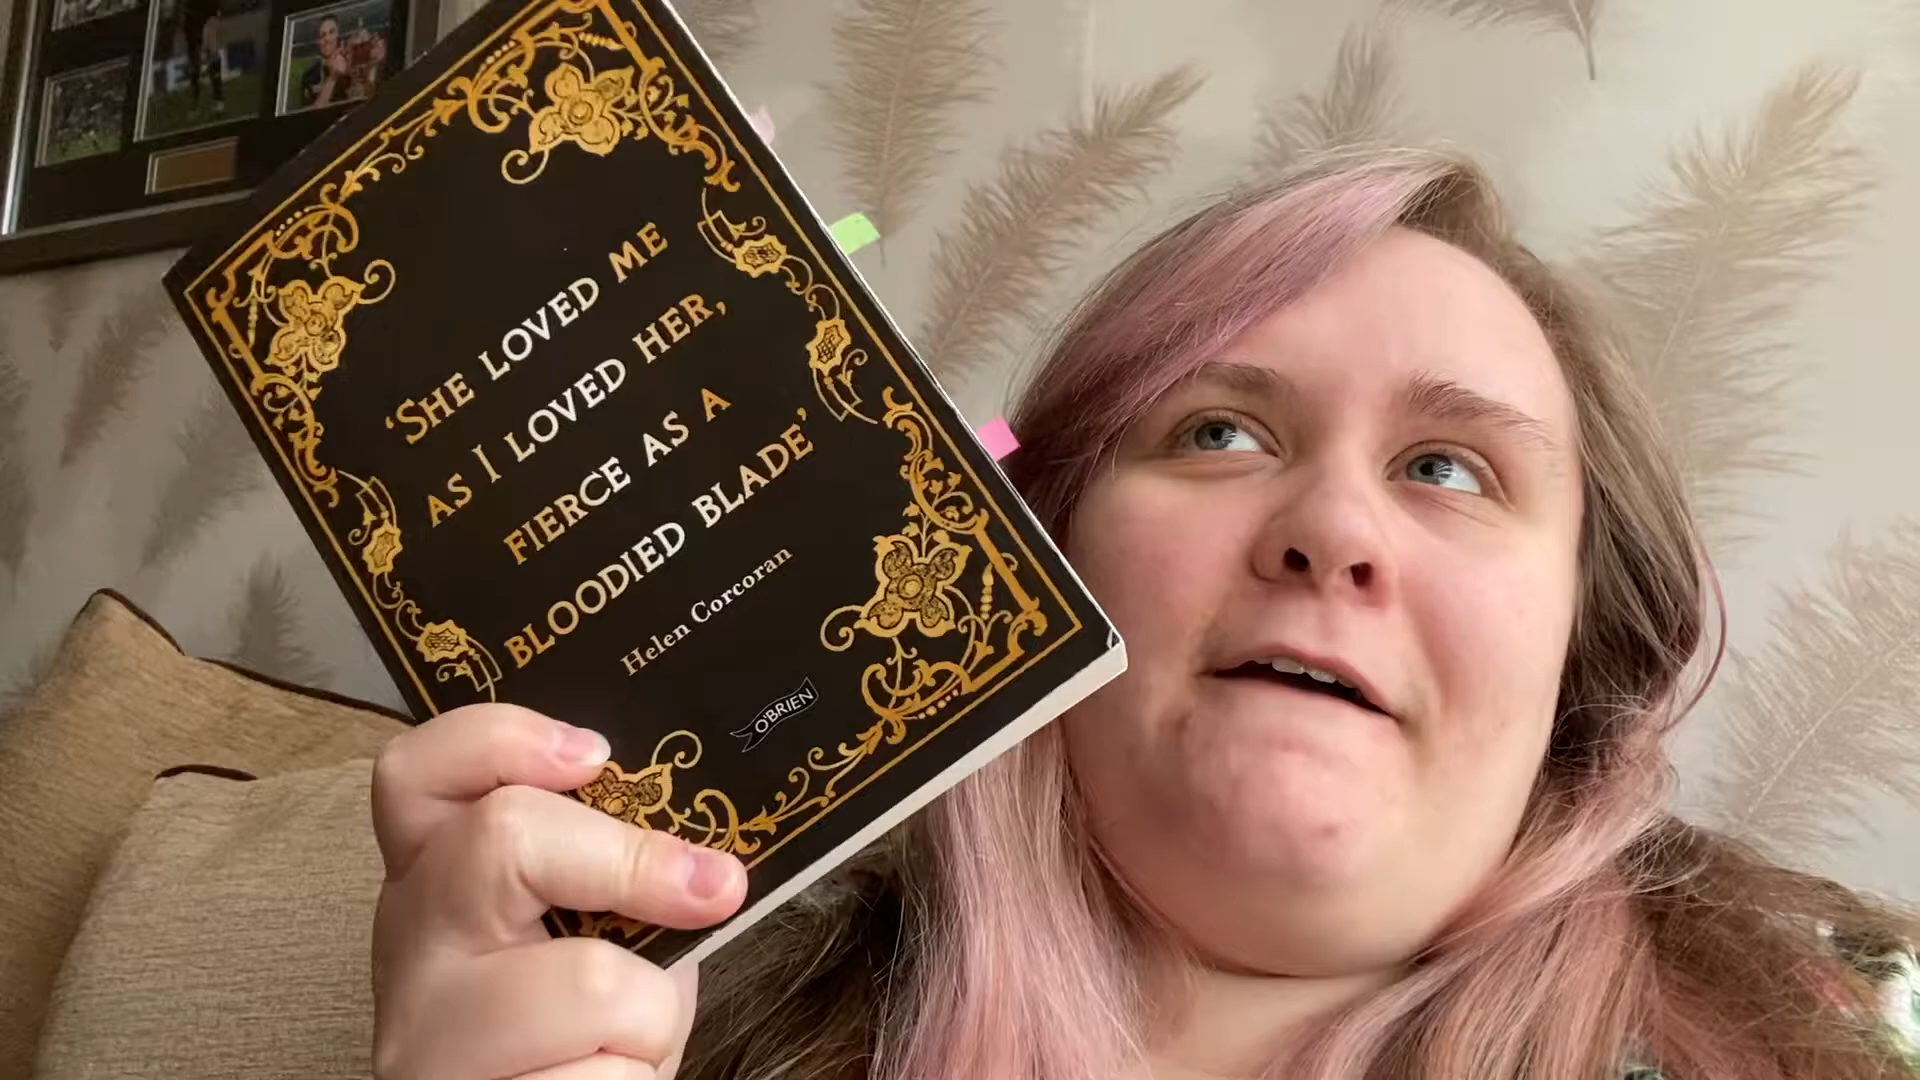 ‘SHE LOVED ME
AS I LOVED HER,
FIERCE AS A
BLOODIED BLADE’
Helen Corcoran
O'BRIEN